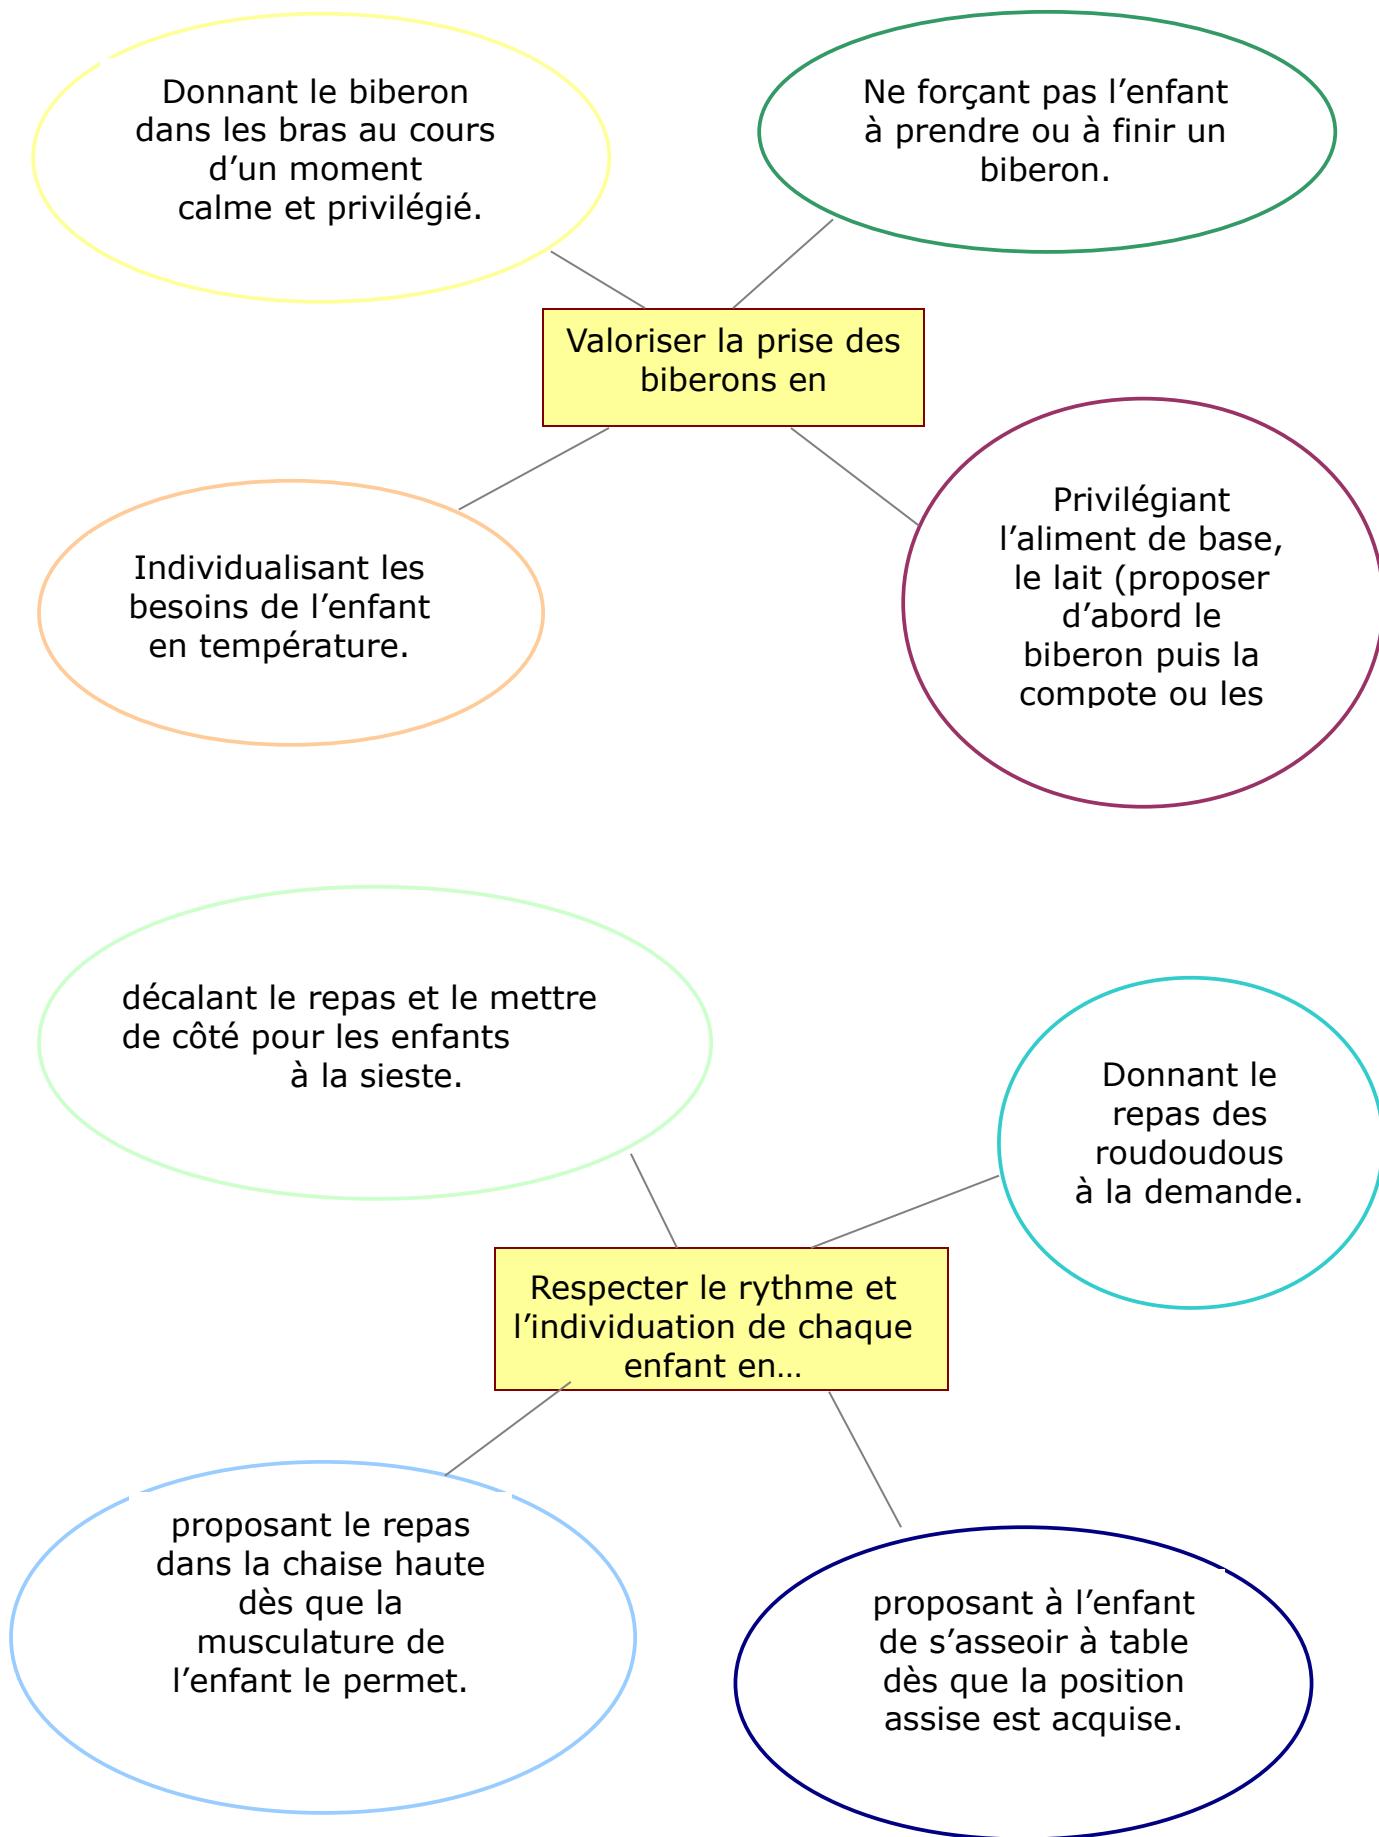 Donnant le biberon
dans les bras au cours
d’un moment
calme et privilégié.
Ne forçant pas l’enfant
à prendre ou à finir un
biberon.
Valoriser la prise des
biberons en
Individualisant les
besoins de l’enfant
en température.
Privilégiant
l’aliment de base,
le lait (proposer
d’abord le
biberon puis la
compote ou les
décalant le repas et le mettre
de côté pour les enfants
à la sieste.
Donnant le
repas des
roudoudous
à la demande.
Respecter le rythme et
l’individuation de chaque
enfant en…
proposant le repas
dans la chaise haute
dès que la
musculature de
l’enfant le permet.
proposant à l’enfant
de s’asseoir à table
dès que la position
assise est acquise.